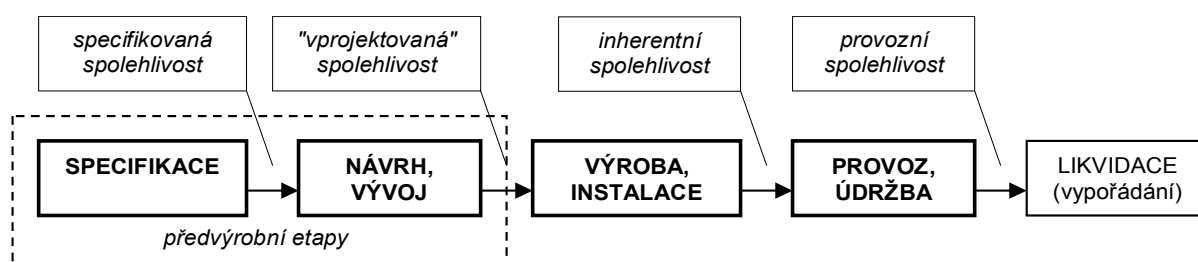 specifikovaná
spolehlivost
"vprojektovaná"
spolehlivost
inherentní
spolehlivost
provozní
spolehlivost
SPECIFIKACE
NÁVRH,
VÝVOJ
VÝROBA,
INSTALACE
PROVOZ,
ÚDRŽBA
LIKVIDACE
(vypořádání)
předvýrobní etapy